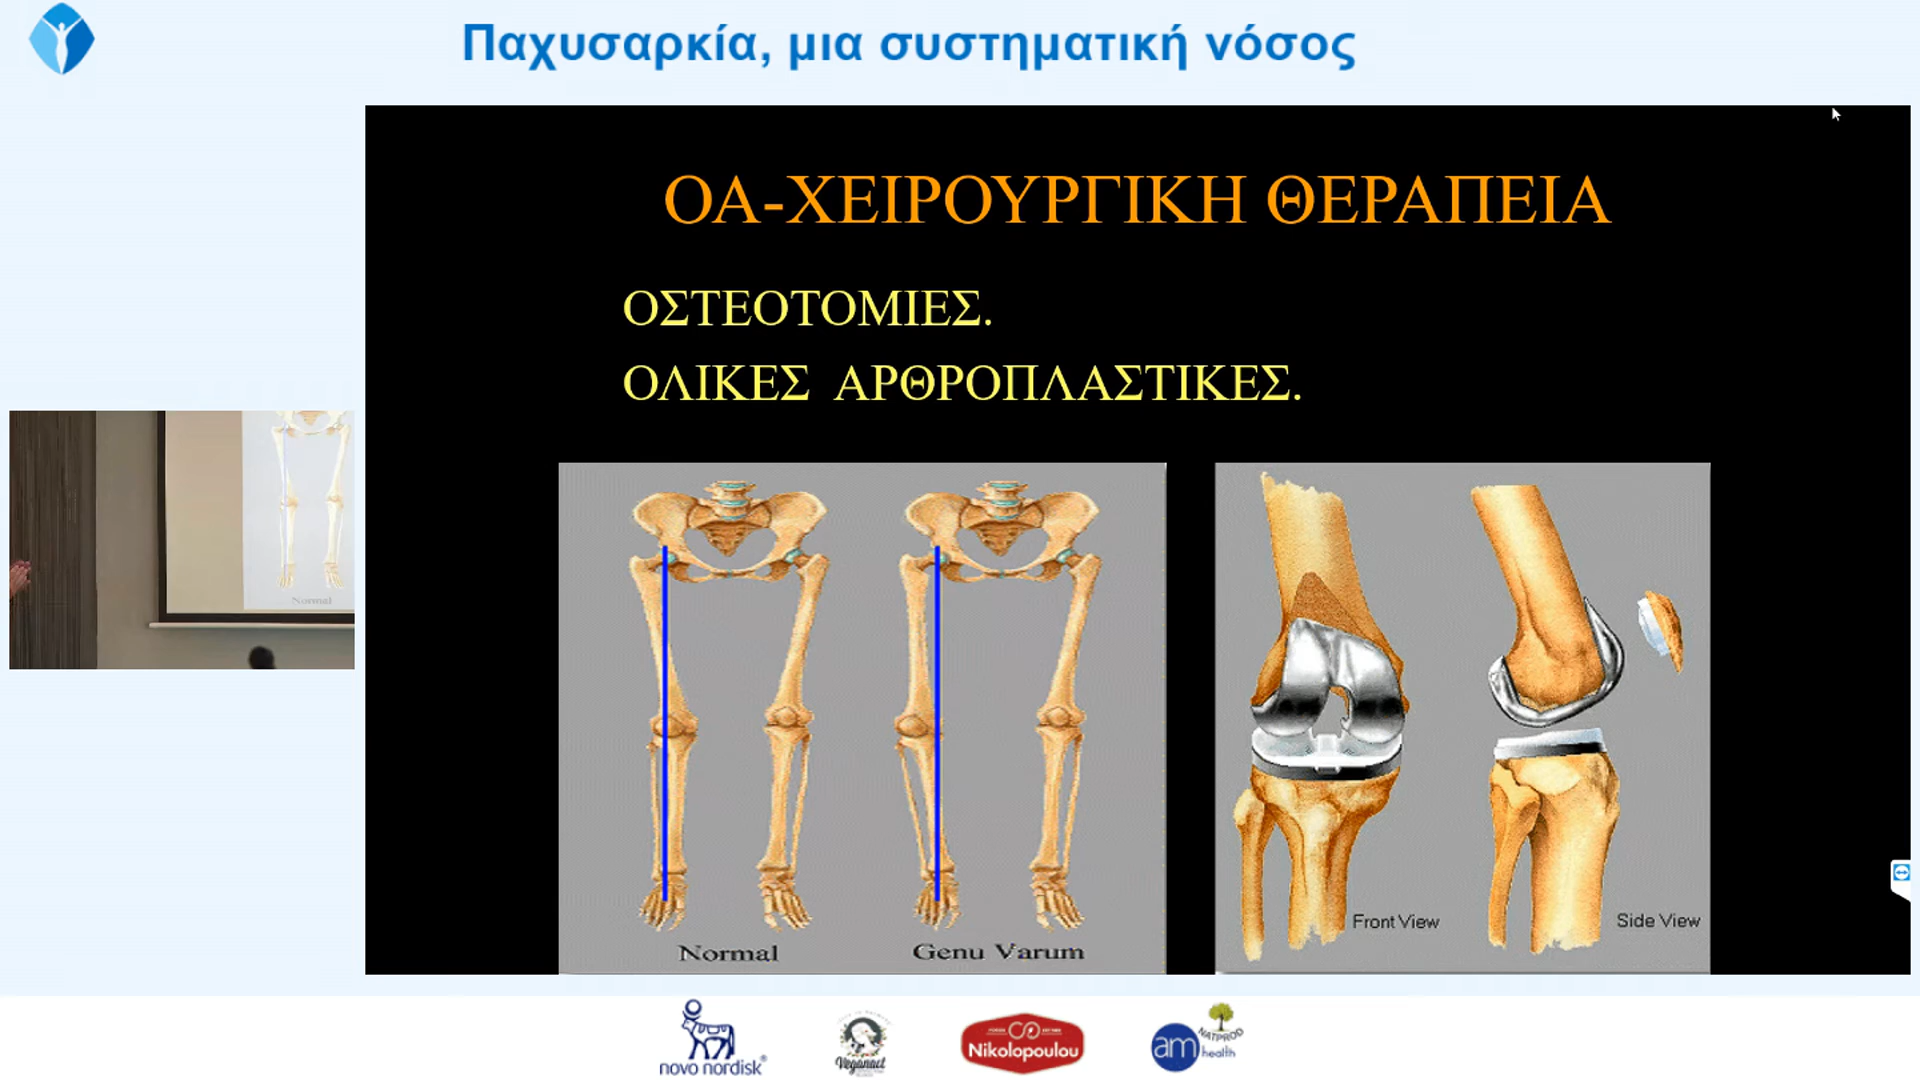 Παχυσαρκία, μια συστηματική νόσος
ΟΑ-ΧΕΙΡΟΥΡΓΙΚΗ ΘΕΡΑΠΕΙΑ
ΟΣΤΕΟΤΟΜΙΕΣ.
ΟΛΙΚΕΣ ΑΡΘΡΟΠΛΑΣΤΙΚΕΣ.
Normal
Genu Varum
Front View
Side View
Normal
novo nordisk®
Veganact
Nikolopoulou
am health
NATPROD